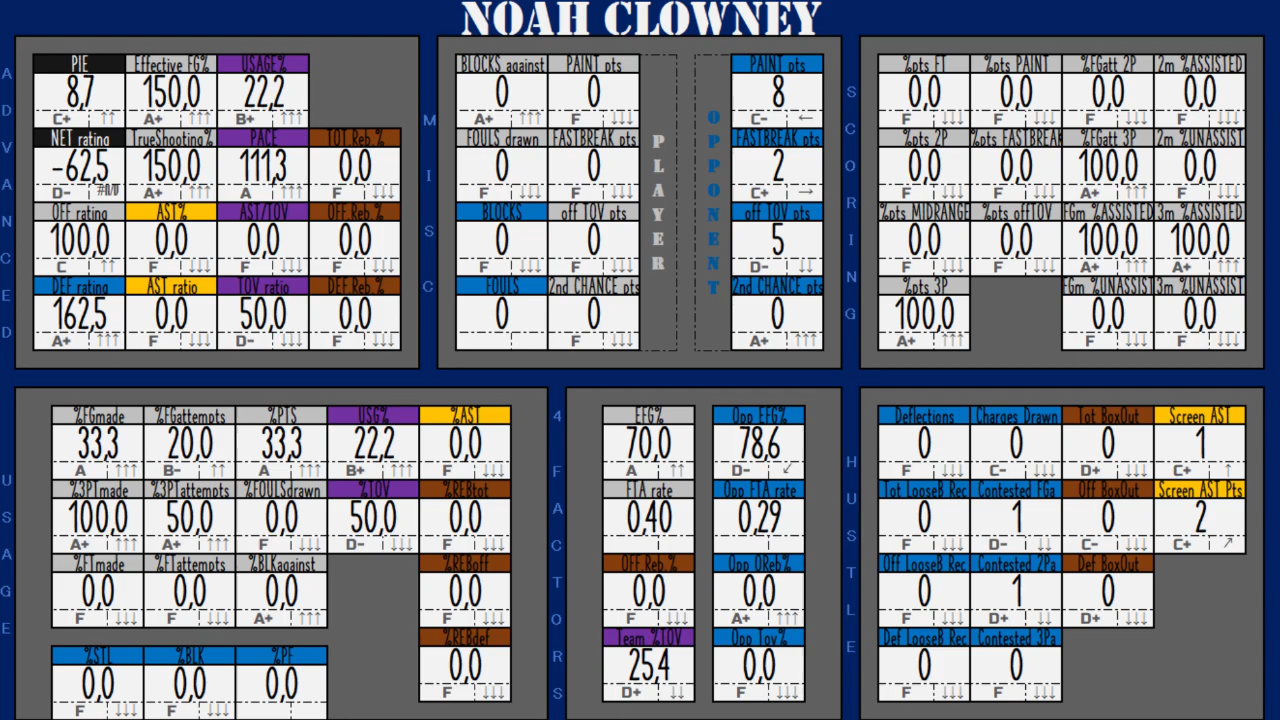 NOAH CLOWNEY
ADVANCED
PIE Effective FG% USAGE%
8,7 150,0 22,2
C+ ↑↑ A+ ↑↑↑ B+ ↑↑↑
NET rating TrueShooting% PACE TOT Reb.%
-62,5 150,0 111,3 0,0
D- #N/D A+ ↑↑↑ A ↑↑↑ F ↓↓↓
OFF rating AST% AST/TOV OFF Reb.%
100,0 0,0 0,0 0,0
C ↑↑ F ↓↓↓ F ↓↓↓ F ↓↓↓
DEF rating AST ratio TOV ratio DEF Reb.%
162,5 0,0 50,0 0,0
A+ ↑↑↑ F ↓↓↓ D- ↓↓↓ F ↓↓↓
MISC
BLOCKS against PAINT pts
0 0
A+ ↑↑↑ F ↓↓↓
FOULS drawn FASTBREAK pts
0 0
F ↓↓↓ F ↓↓↓
BLOCKS off TOV pts
0 0
F ↓↓↓ F ↓↓↓
FOULS 2nd CHANCE pts
0 0
F ↓↓↓
PLAYER
OPPONENT
PAINT pts
8
C- ←
FASTBREAK pts
2
C+ →
off TOV pts
5
D- ↓↓
2nd CHANCE pts
0
A+ ↑↑↑
SCORING
%pts FT %pts PAINT %FGatt 2P 2m %ASSISTED
0,0 0,0 0,0 0,0
F ↓↓↓ F ↓↓↓ F ↓↓↓ F ↓↓↓
%pts 2P %pts FASTBREAK %FGatt 3P 2m %UNASSIST
0,0 0,0 100,0 0,0
F ↓↓↓ F ↓↓↓ A+ ↑↑↑ F ↓↓↓
%pts MIDRANGE %pts offTOV FGm %ASSISTED 3m %ASSISTED
0,0 0,0 100,0 100,0
F ↓↓↓ F ↓↓↓ A+ ↑↑↑ A+ ↑↑↑
%pts 3P FGm %UNASSIST 3m %UNASSIST
100,0 0,0 0,0
A+ ↑↑↑ F ↓↓↓ F ↓↓↓
USAGE
%FGmade %FGattempts %PTS USG% %AST
33,3 20,0 33,3 22,2 0,0
A ↑↑↑ B- ↑↑ A ↑↑↑ B+ ↑↑↑ F ↓↓↓
%3PTmade %3PTattempts %FOULSdrawn %TOV %REBtot
100,0 50,0 0,0 50,0 0,0
A+ ↑↑↑ A+ ↑↑↑ F ↓↓↓ D- ↓↓↓ F ↓↓↓
%FTmade %FTattempts %BLKagainst %REBoff
0,0 0,0 0,0 0,0
F ↓↓↓ F ↓↓↓ A+ ↑↑↑ F ↓↓↓
%STL %BLK %PF %REBdef
0,0 0,0 0,0 0,0
F ↓↓↓ F ↓↓↓ F ↓↓↓
4 FACTORS
EFG% Opp EFG%
70,0 78,6
A ↑↑ D- ↙
FTA rate Opp FTA rate
0,40 0,29
OFF Reb.% Opp OReb%
0,0 0,0
F ↓↓↓ A+ ↑↑↑
Team %TOV Opp Tov%
25,4 0,0
D+ ↓↓ F ↓↓↓
HUSTLE
Deflections Charges Drawn Tot BoxOut Screen AST
0 0 0 1
F ↓↓↓ C- ↓↓↓ D+ ↓↓↓ C+ ↑
Tot LooseB Rec Contested FGa Off BoxOut Screen AST Pts
0 1 0 2
F ↓↓↓ D- ↓↓ C- ↓↓↓ C+ ↗
Off LooseB Rec Contested 2Pa Def BoxOut
0 1 0
F ↓↓↓ D+ ↓↓ D+ ↓↓↓
Def LooseB Rec Contested 3Pa
0 0
F ↓↓↓ F ↓↓↓